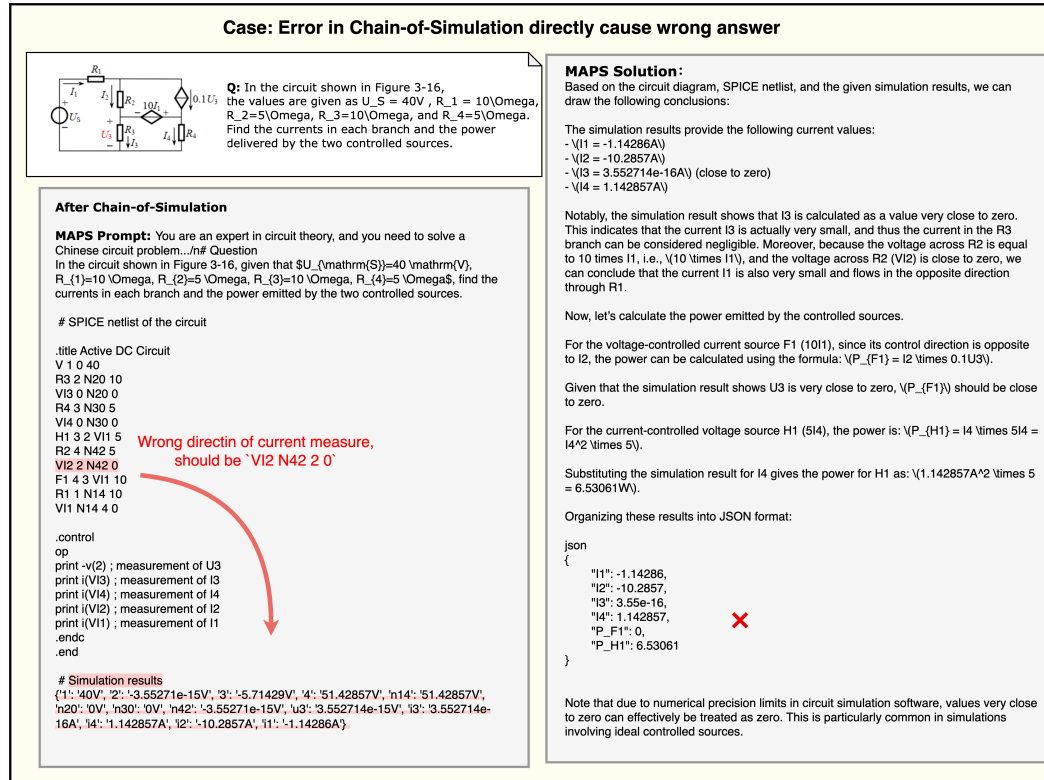 Case: Error in Chain-of-Simulation directly cause wrong answer
R1
I1
I2
R2
10I1
0.1U3
US
U3
R3
I3
I4
R4
Q: In the circuit shown in Figure 3-16,
the values are given as U_S = 40V , R_1 = 10\Omega,
R_2=5\Omega, R_3=10\Omega, and R_4=5\Omega.
Find the currents in each branch and the power
delivered by the two controlled sources.
After Chain-of-Simulation
MAPS Prompt: You are an expert in circuit theory, and you need to solve a
Chinese circuit problem.../n# Question
In the circuit shown in Figure 3-16, given that $U_{\mathrm{S}}=40 \mathrm{V},
R_{1}=10 \Omega, R_{2}=5 \Omega, R_{3}=10 \Omega, R_{4}=5 \Omega$, find the
currents in each branch and the power emitted by the two controlled sources.
# SPICE netlist of the circuit
.title Active DC Circuit
V 1 0 40
R3 2 N20 10
VI3 0 N20 0
R4 3 N30 5
VI4 0 N30 0
H1 3 2 VI1 5
R2 4 N42 5
VI2 2 N42 0
F1 4 3 VI1 10
R1 1 N14 10
VI1 N14 4 0
Wrong directin of current measure,
should be `VI2 N42 2 0`
.control
op
print -v(2) ; measurement of U3
print i(VI3) ; measurement of I3
print i(VI4) ; measurement of I4
print i(VI2) ; measurement of I2
print i(VI1) ; measurement of I1
.endc
.end
# Simulation results
{'1': '40V', '2': '-3.55271e-15V', '3': '-5.71429V', '4': '51.42857V', 'n14': '51.42857V',
'n20': '0V', 'n30': '0V', 'n42': '-3.55271e-15V', 'u3': '3.552714e-15V', 'i3': '3.552714e-
16A', 'i4': '1.142857A', 'i2': '-10.2857A', 'i1': '-1.14286A'}
MAPS Solution:
Based on the circuit diagram, SPICE netlist, and the given simulation results, we can
draw the following conclusions:
The simulation results provide the following current values:
- \(I1 = -1.14286A\)
- \(I2 = -10.2857A\)
- \(I3 = 3.552714e-16A\) (close to zero)
- \(I4 = 1.142857A\)
Notably, the simulation result shows that I3 is calculated as a value very close to zero.
This indicates that the current I3 is actually very small, and thus the current in the R3
branch can be considered negligible. Moreover, because the voltage across R2 is equal
to 10 times I1, i.e., \(10 \times I1\), and the voltage across R2 (VI2) is close to zero, we
can conclude that the current I1 is also very small and flows in the opposite direction
through R1.
Now, let's calculate the power emitted by the controlled sources.
For the voltage-controlled current source F1 (10I1), since its control direction is opposite
to I2, the power can be calculated using the formula: \(P_{F1} = I2 \times 0.1U3\).
Given that the simulation result shows U3 is very close to zero, \(P_{F1}\) should be close
to zero.
For the current-controlled voltage source H1 (5I4), the power is: \(P_{H1} = I4 \times 5I4 =
I4^2 \times 5\).
Substituting the simulation result for I4 gives the power for H1 as: \(1.142857A^2 \times 5
= 6.53061W\).
Organizing these results into JSON format:
json
{
"I1": -1.14286,
"I2": -10.2857,
"I3": 3.55e-16,
"I4": 1.142857,
"P_F1": 0,
"P_H1": 6.53061
}
Note that due to numerical precision limits in circuit simulation software, values very close
to zero can effectively be treated as zero. This is particularly common in simulations
involving ideal controlled sources.